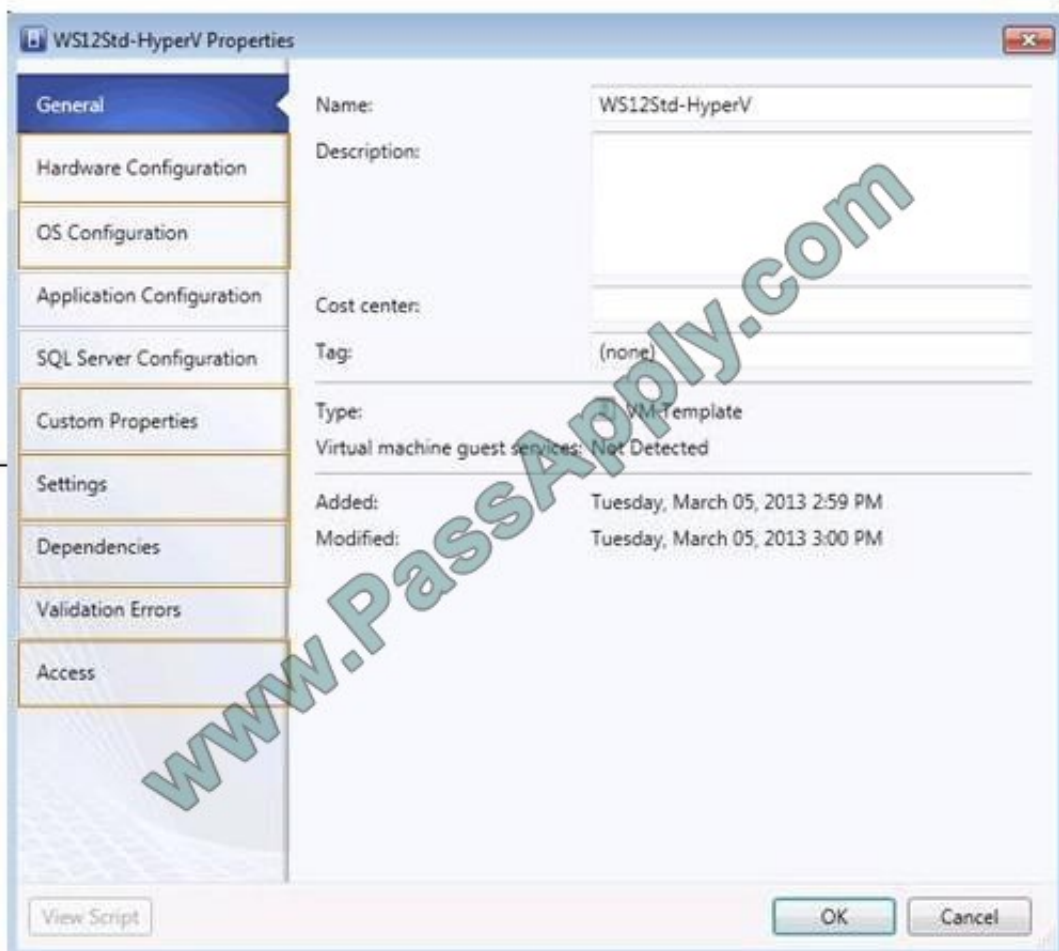 WS12Std-HyperV Properties
General
Hardware Configuration
OS Configuration
Application Configuration
SQL Server Configuration
Custom Properties
Settings
Dependencies
Validation Errors
Access
Name: WS12Std-HyperV
Description:
Cost center:
Tag: (none)
Type: VM Template
Virtual machine guest services: Not Detected
Added: Tuesday, March 05, 2013 2:59 PM
Modified: Tuesday, March 05, 2013 3:00 PM
www.PassApply.com
View Script
OK
Cancel